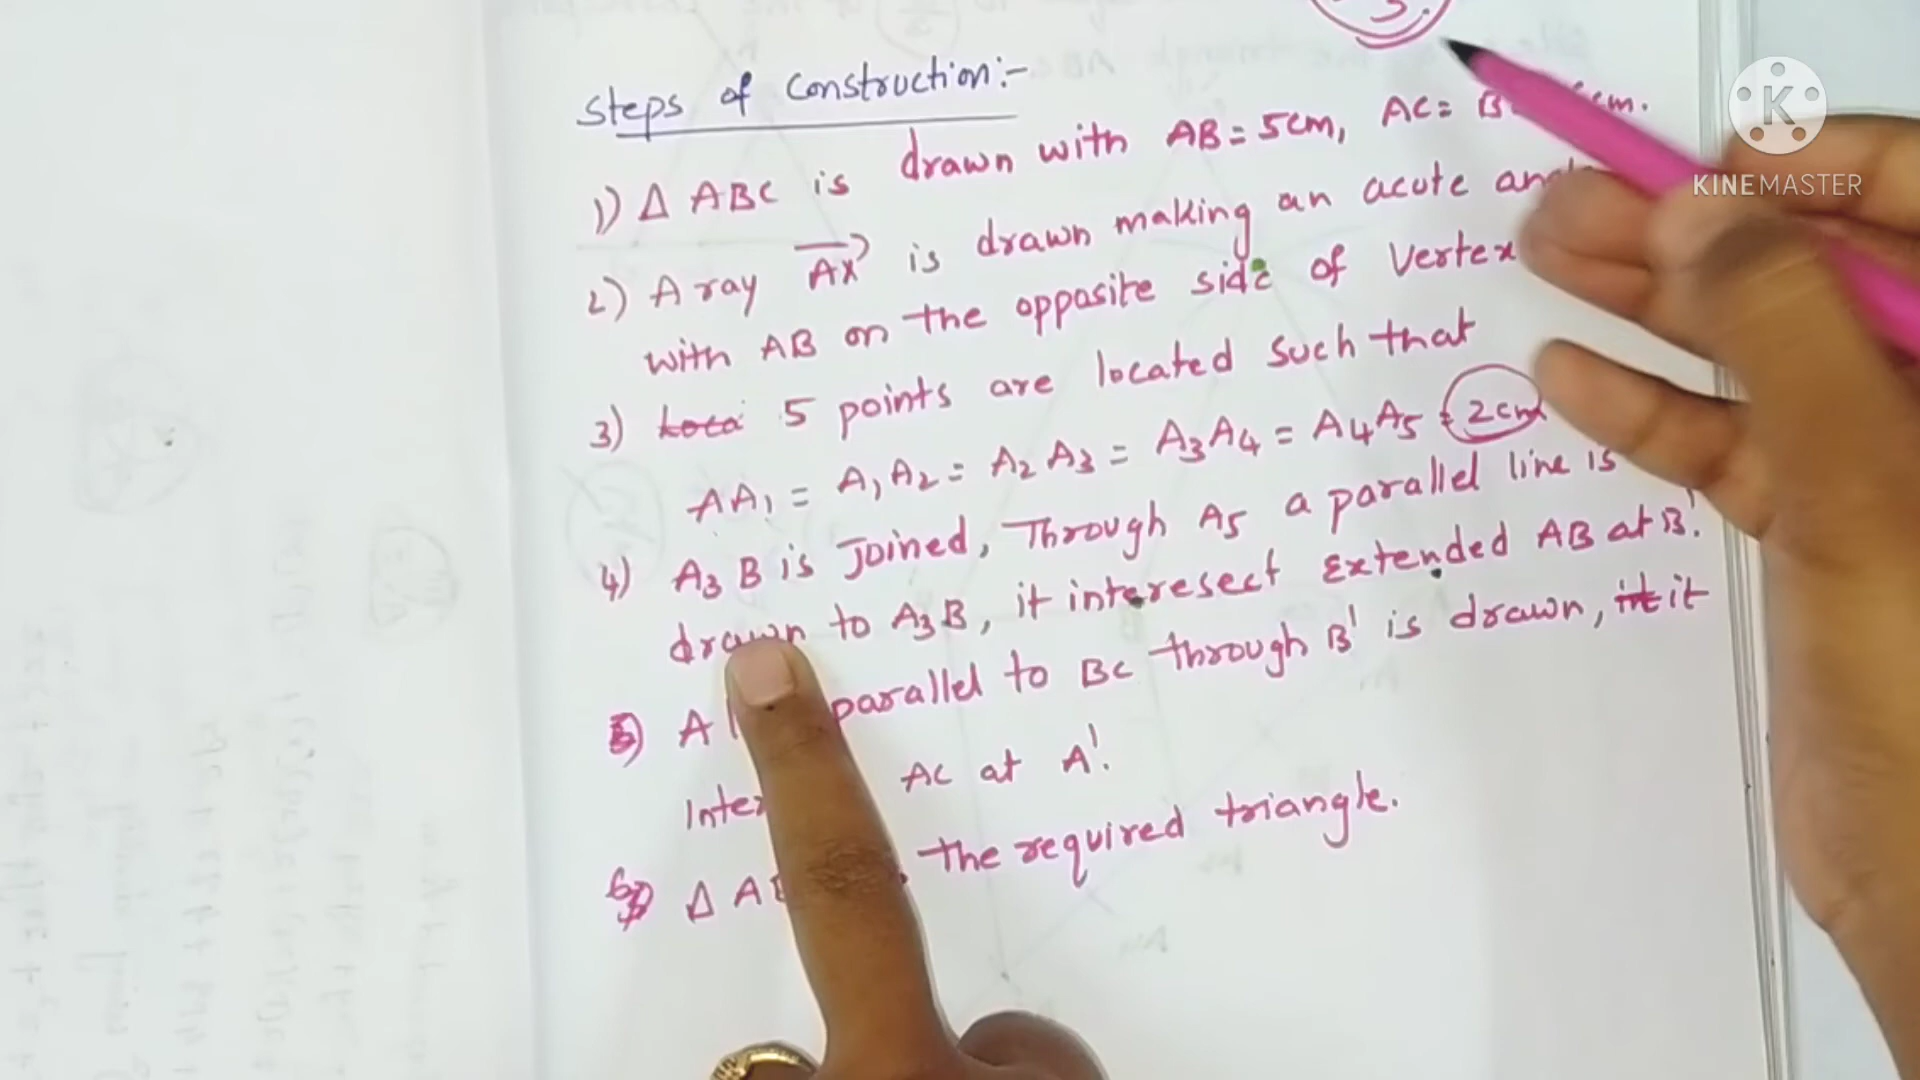 Steps of Construction:-
1) Δ ABC is drawn with AB = 5cm, AC =
2) A ray AX is drawn making an acute
with AB on the opposite side of Vertex
3) 5 points are located such that
AA₁ = A₁A₂ = A₂A₃ = A₃A₄ = A₄A₅ = 2cm
4) A₃B is Joined, Through A₅ a parallel line is
drawn to A₃B, it interesect Extended AB at B'.
5) A parallel to BC through B' is drawn, it
AC at A'.
6) Δ the required triangle.
KINEMASTER